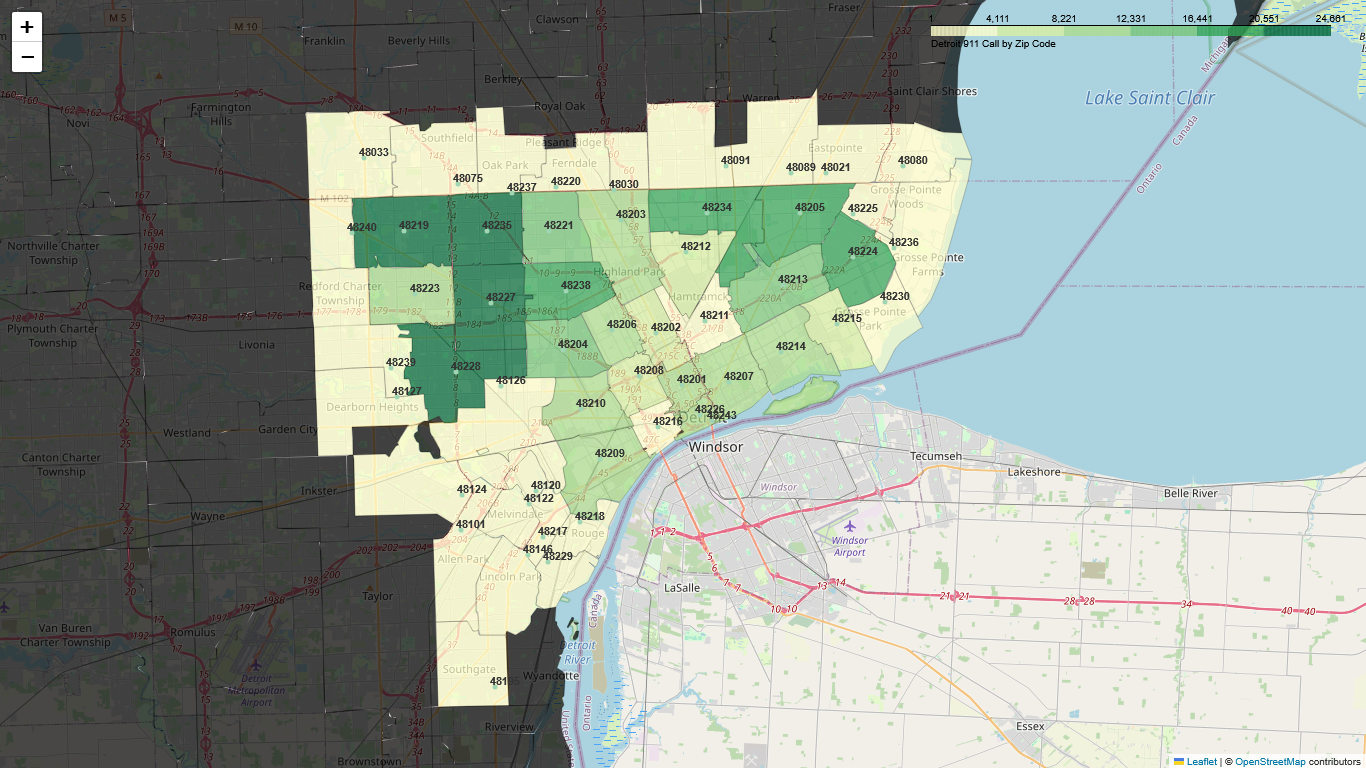 +
−
1 4,111 8,221 12,331 16,441 20,551 24,661
Detroit 911 Call by Zip Code
M 5
M 10
Clawson
Fraser
Franklin
Beverly Hills
Berkley
Royal Oak
Warren
Saint Clair Shores
Michigan
Canada
Ontario
Lake Saint Clair
Novi
Farmington
Hills
Southfield
Oak Park
Pleasant Ridge
Ferndale
Eastpointe
48033
48075
48237
48220
48030
48091
48089
48021
48080
M 102
Grosse Pointe
Woods
48240
48219
48235
48221
48203
48234
48205
48225
48212
48224
48236
Grosse Pointe
Farms
Northville Charter
Township
Redford Charter
Township
48223
48227
48238
Highland Park
Hamtramck
48213
48230
Plymouth Charter
Township
Livonia
48206
48202
48211
48215
Grosse Pointe
Park
48204
48214
48239
48228
48208
48201
48207
48127
48126
Dearborn Heights
48210
48226
48243
48216
Detroit
Westland
Garden City
Windsor
Canton Charter
Township
48209
Tecumseh
Lakeshore
Belle River
Inkster
48124
48120
48122
Windsor
Wayne
48101
Melvindale
48218
Rouge
48217
Windsor
Airport
Allen Park
48146
48229
Lincoln Park
LaSalle
Taylor
Canada
Van Buren
Charter Township
Romulus
Detroit
River
Detroit
Metropolitan
Airport
Southgate
Wyandotte
48195
Ontario
Riverview
Essex
Brownstown
Leaflet | © OpenStreetMap contributors